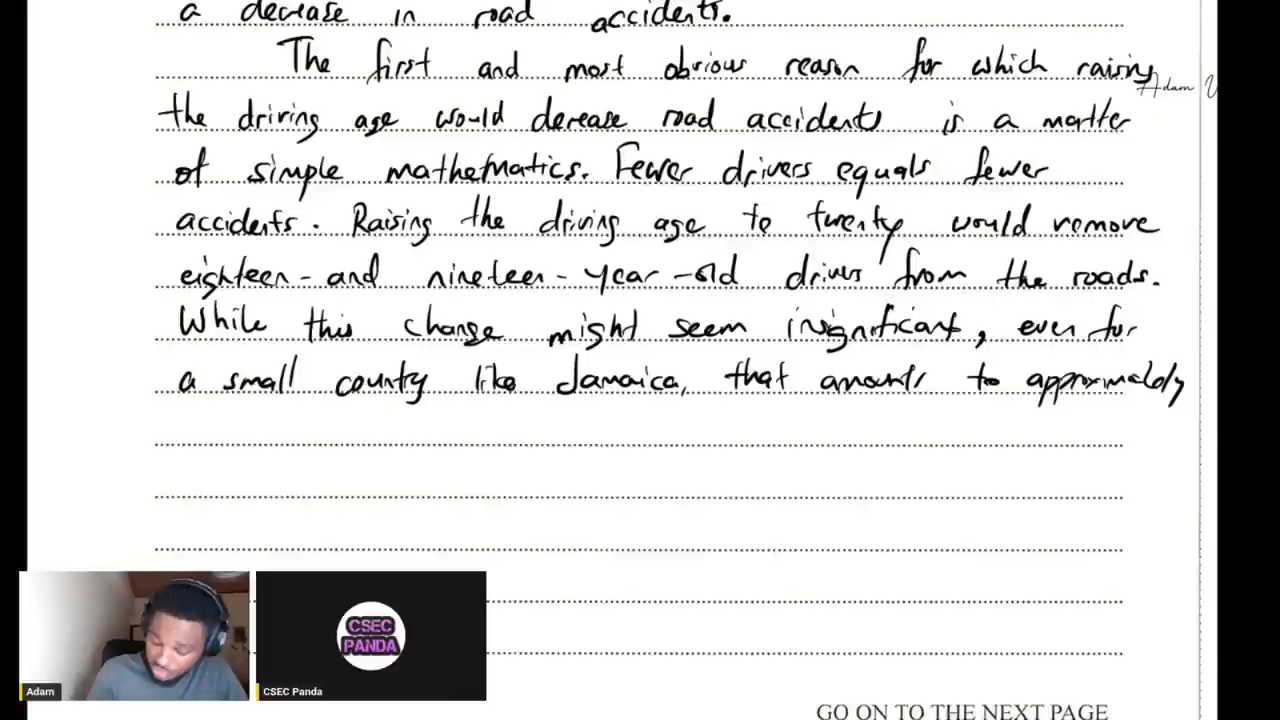 a decrease in road accidents.
The first and most obvious reason for which raising
Adam
the driving age would derease road accidents is a matter
of simple mathematics. Fewer drivers equals fewer
accidents. Raising the driving age to twenty would remove
eighteen-and nineteen-year-old drivers from the roads.
While this change might seem insignificant, even for
a small county like Jamaica, that amounts to approximately
CSEC
PANDA
Adam
CSEC Panda
GO ON TO THE NEXT PAGE